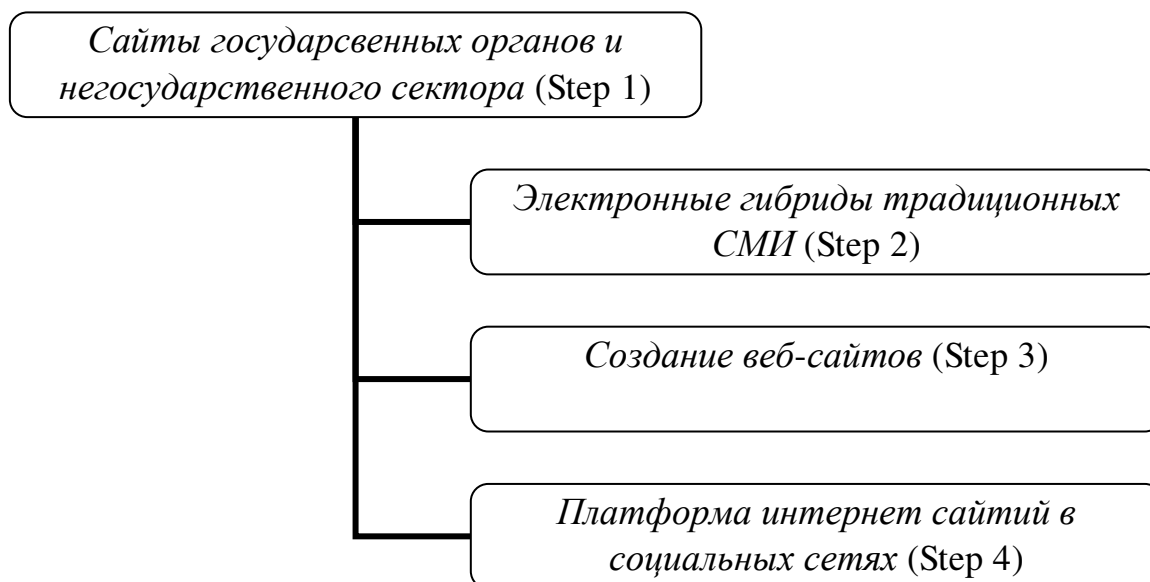 Сайты государсвенных органов и
негосударственного сектора (Step 1)
Электронные гибриды традиционных
СМИ (Step 2)
Создание веб-сайтов (Step 3)
Платформа интернет сайтий в
социальных сетях (Step 4)